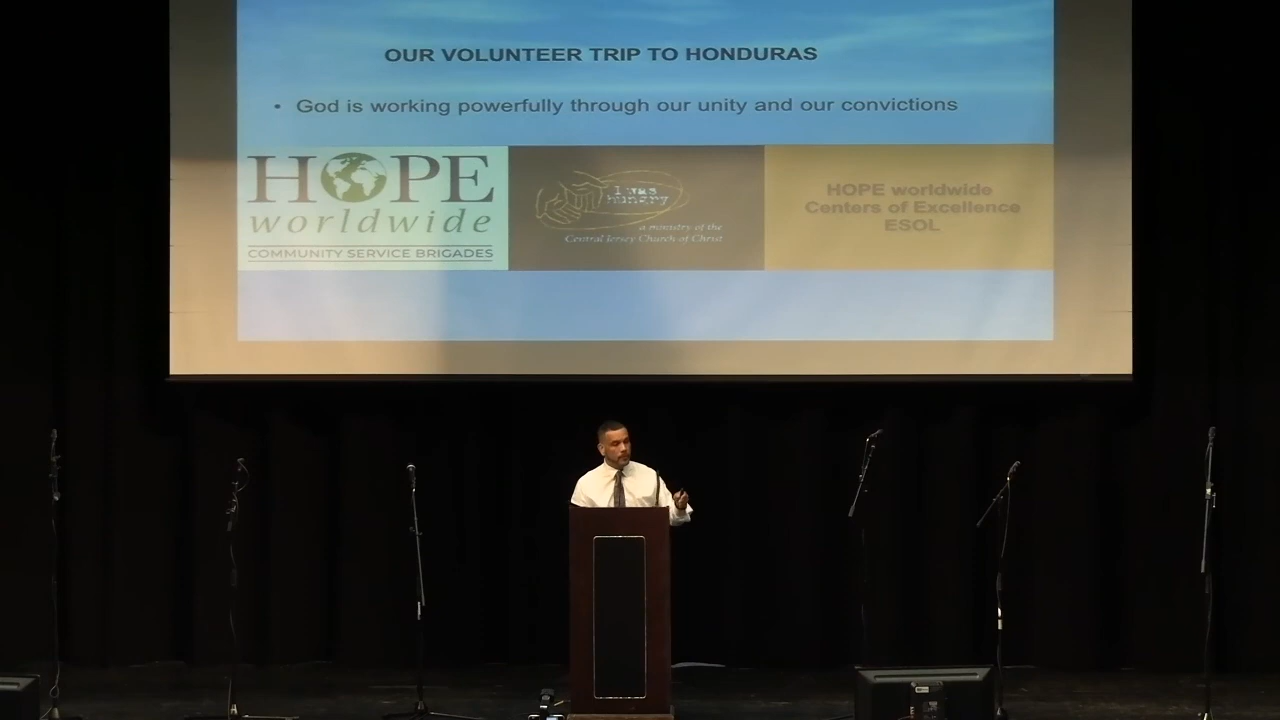 OUR VOLUNTEER TRIP TO HONDURAS
• God is working powerfully through our unity and our convictions
HOPE
worldwide
COMMUNITY SERVICE BRIGADES
I was
hungry
a ministry of the
Central Jersey Church of Christ
HOPE worldwide
Centers of Excellence
ESOL